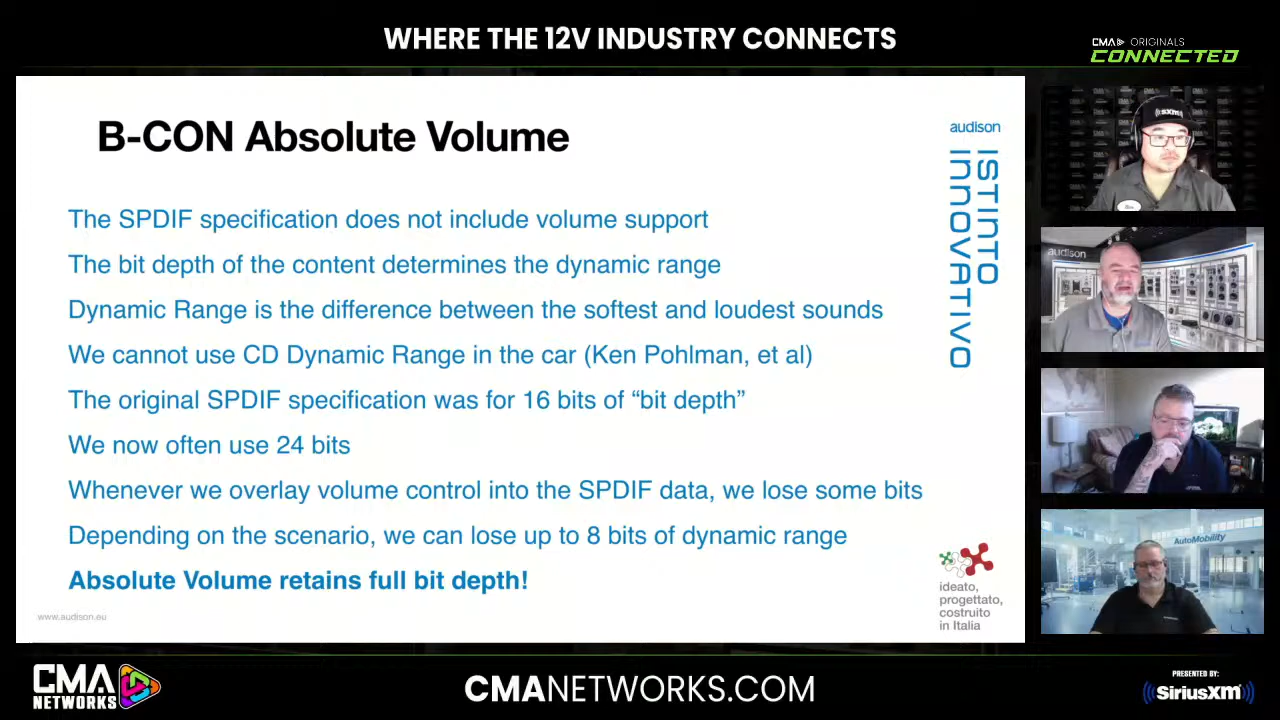 WHERE THE 12V INDUSTRY CONNECTS
CMA ORIGINALS
CONNECTED
B-CON Absolute Volume
audison
ISTINTO
INNOVATIVO
The SPDIF specification does not include volume support
The bit depth of the content determines the dynamic range
Dynamic Range is the difference between the softest and loudest sounds
We cannot use CD Dynamic Range in the car (Ken Pohlman, et al)
The original SPDIF specification was for 16 bits of “bit depth”
We now often use 24 bits
Whenever we overlay volume control into the SPDIF data, we lose some bits
Depending on the scenario, we can lose up to 8 bits of dynamic range
Absolute Volume retains full bit depth!
www.audison.eu
ideato,
progettato,
costruito
in Italia
sxm
audison
AutoMobility
CMA
NETWORKS
CMANETWORKS.COM
PRESENTED BY:
SiriusXM